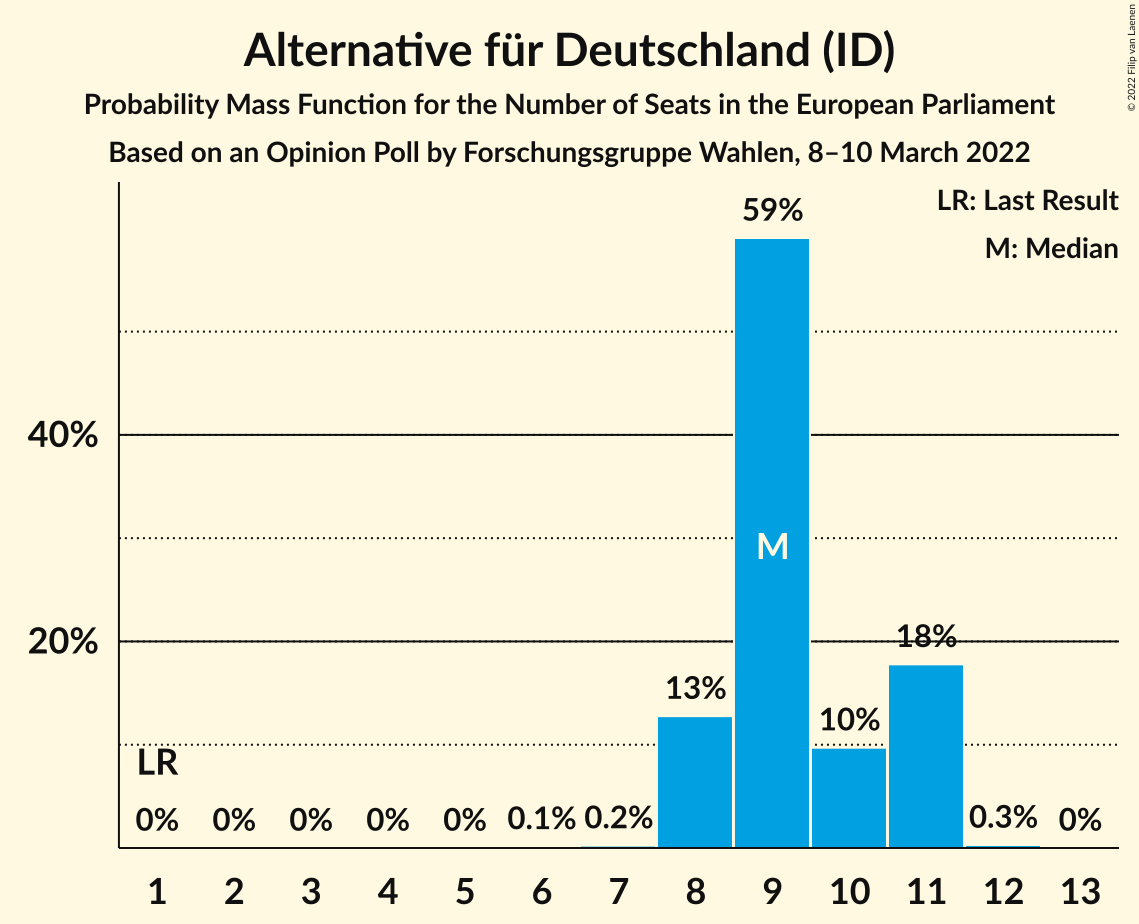 Alternative für Deutschland (ID)
Probability Mass Function for the Number of Seats in the European Parliament
Based on an Opinion Poll by Forschungsgruppe Wahlen, 8–10 March 2022
© 2022 Filip van Laenen
LR: Last Result
M: Median
59%
40%
M
20%
18%
13%
10%
LR
0% 0% 0% 0% 0% 0.1% 0.2% 0.3% 0%
1 2 3 4 5 6 7 8 9 10 11 12 13